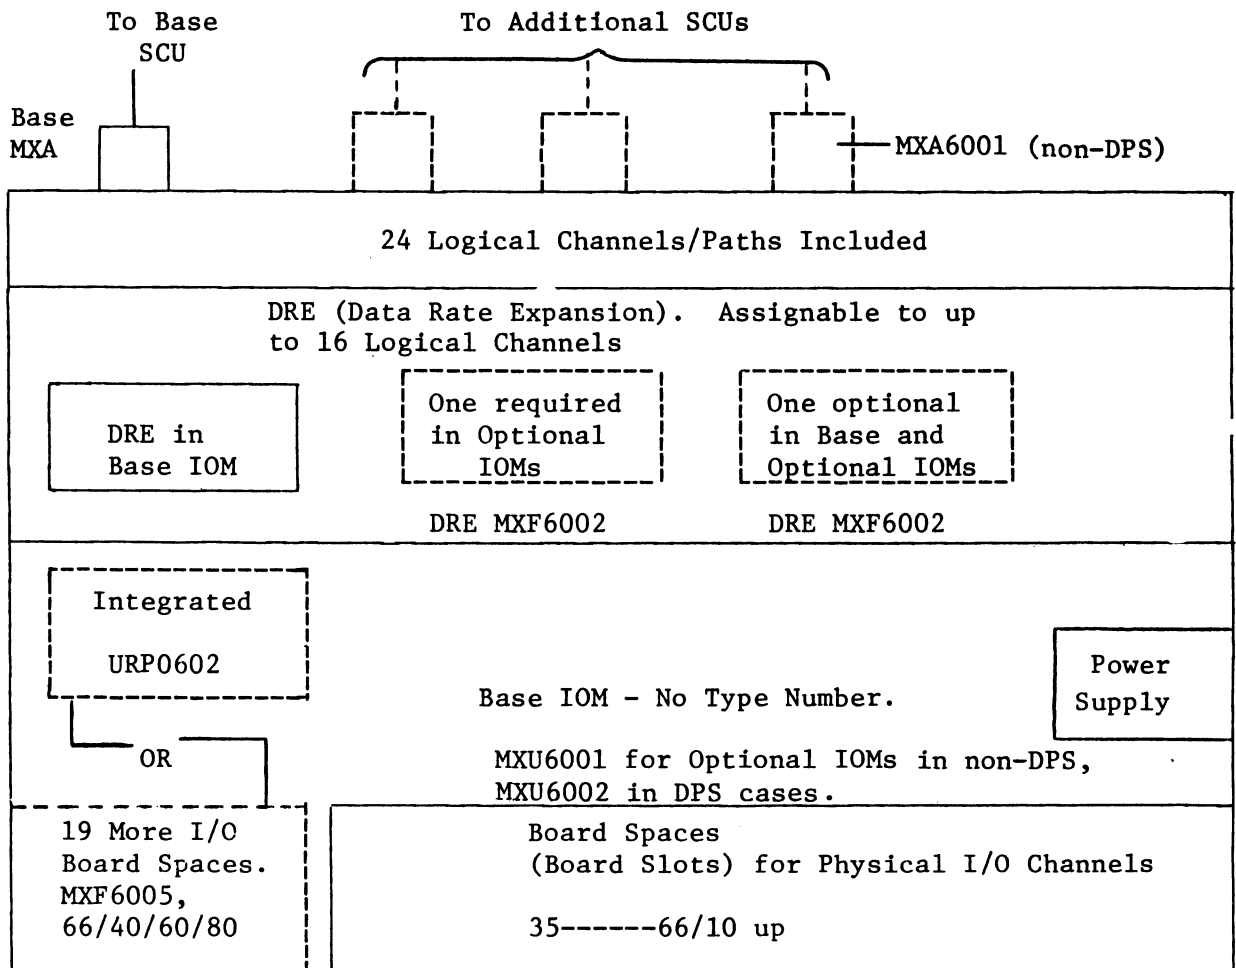 To Base
SCU
To Additional SCUs
Base
MXA
MXA6001 (non-DPS)
24 Logical Channels/Paths Included
DRE (Data Rate Expansion). Assignable to up
to 16 Logical Channels
DRE in
Base IOM
One required
in Optional
IOMs
One optional
in Base and
Optional IOMs
DRE MXF6002
DRE MXF6002
Integrated
URP0602
Power
Supply
Base IOM - No Type Number.
OR
MXU6001 for Optional IOMs in non-DPS,
MXU6002 in DPS cases.
19 More I/O
Board Spaces.
MXF6005,
66/40/60/80
Board Spaces
(Board Slots) for Physical I/O Channels
35------66/10 up